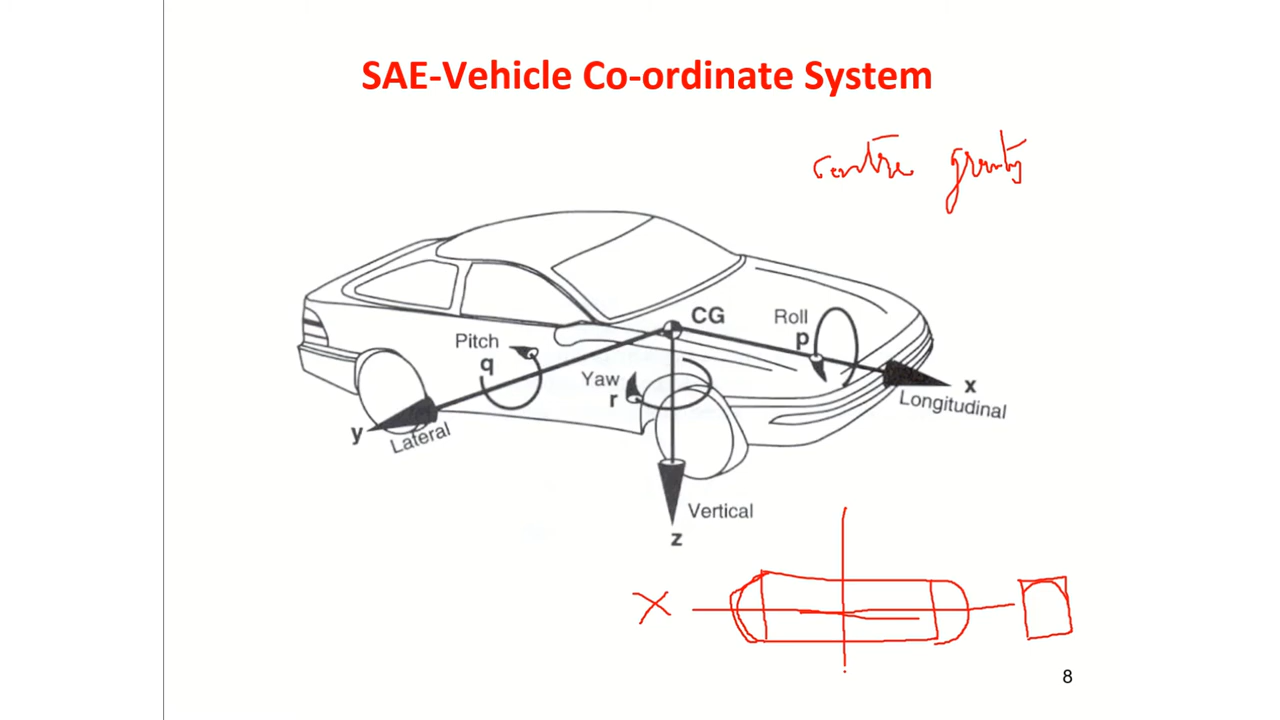 SAE-Vehicle Co-ordinate System
centre gravity
CG
Roll
p
Pitch
q
Yaw
r
x
Longitudinal
y
Lateral
Vertical
z
X
8